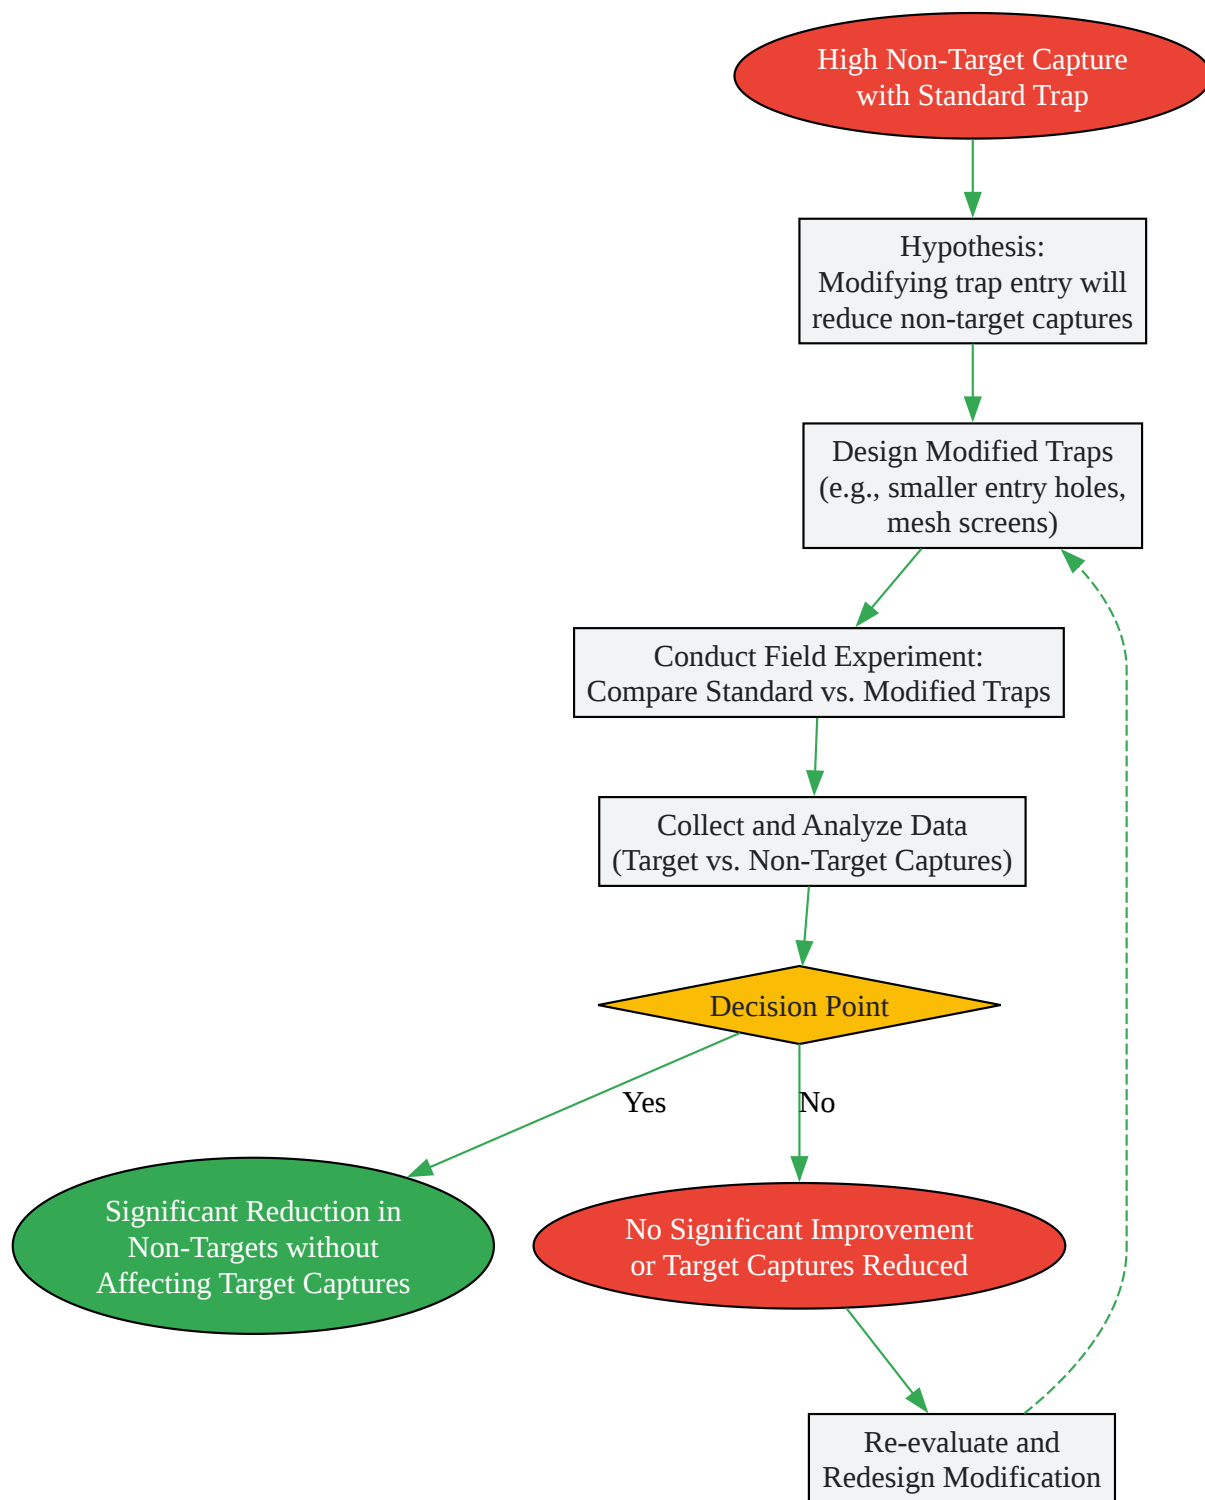 High Non-Target Capture
with Standard Trap
Hypothesis:
Modifying trap entry will
reduce non-target captures
Design Modified Traps
(e.g., smaller entry holes,
mesh screens)
Conduct Field Experiment:
Compare Standard vs. Modified Traps
Collect and Analyze Data
(Target vs. Non-Target Captures)
Decision Point
Yes
No
Significant Reduction in
Non-Targets without
Affecting Target Captures
No Significant Improvement
or Target Captures Reduced
Re-evaluate and
Redesign Modification